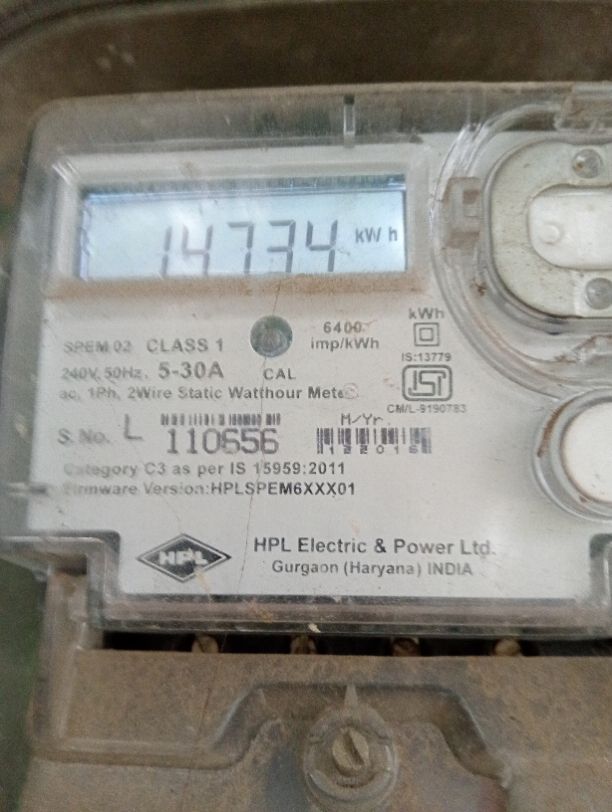 14734 kWh
6400 imp/kWh
kWh
IS:13779
SPEM 02 CLASS 1
240V, 50Hz, 5-30A
CAL
ac, 1Ph, 2Wire Static Watthour Meter
CM/L-9190783
S. No. L 110656
M/Yr.
122016
Category C3 as per IS 15959:2011
Firmware Version:HPLSPEM6XXX01
HPL
HPL Electric & Power Ltd.
Gurgaon (Haryana) INDIA